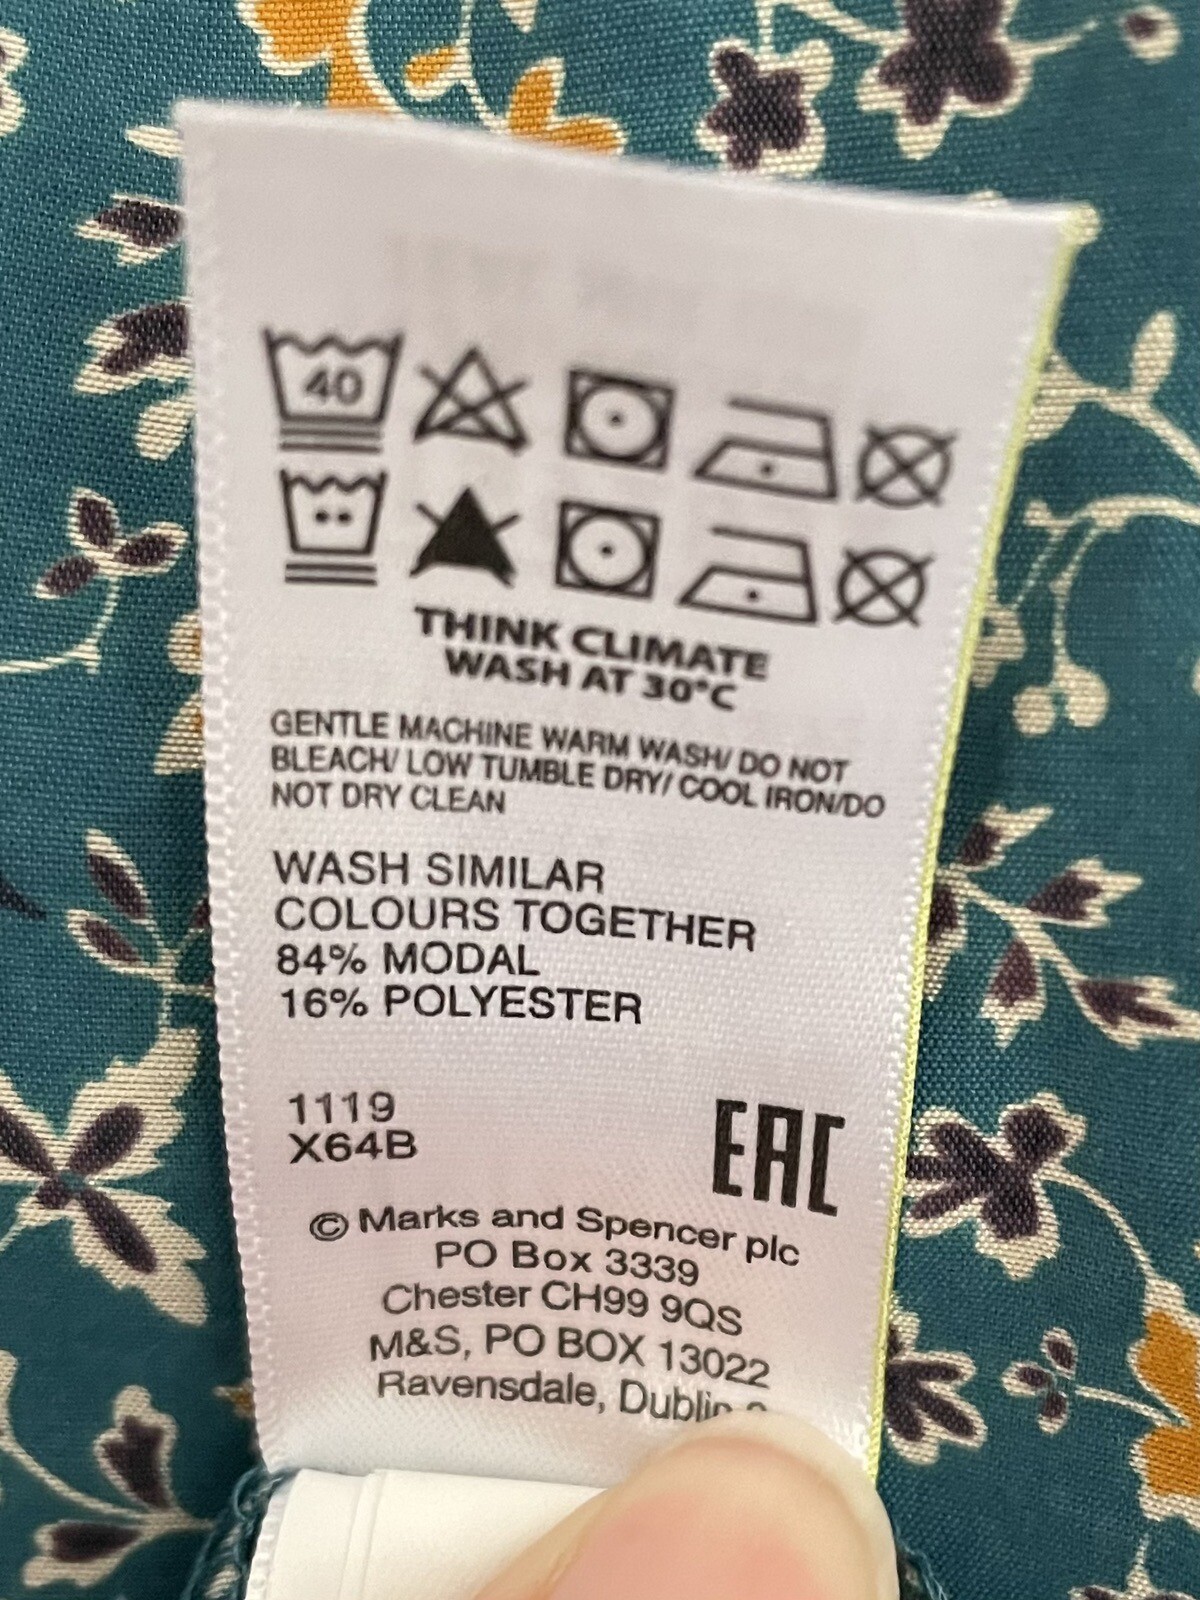 40
THINK CLIMATE
WASH AT 30°C
GENTLE MACHINE WARM WASH/ DO NOT
BLEACH/ LOW TUMBLE DRY/ COOL IRON/DO
NOT DRY CLEAN
WASH SIMILAR
COLOURS TOGETHER
84% MODAL
16% POLYESTER
1119
X64B
EAC
© Marks and Spencer plc
PO Box 3339
Chester CH99 9QS
M&S, PO BOX 13022
Ravensdale, Dublin